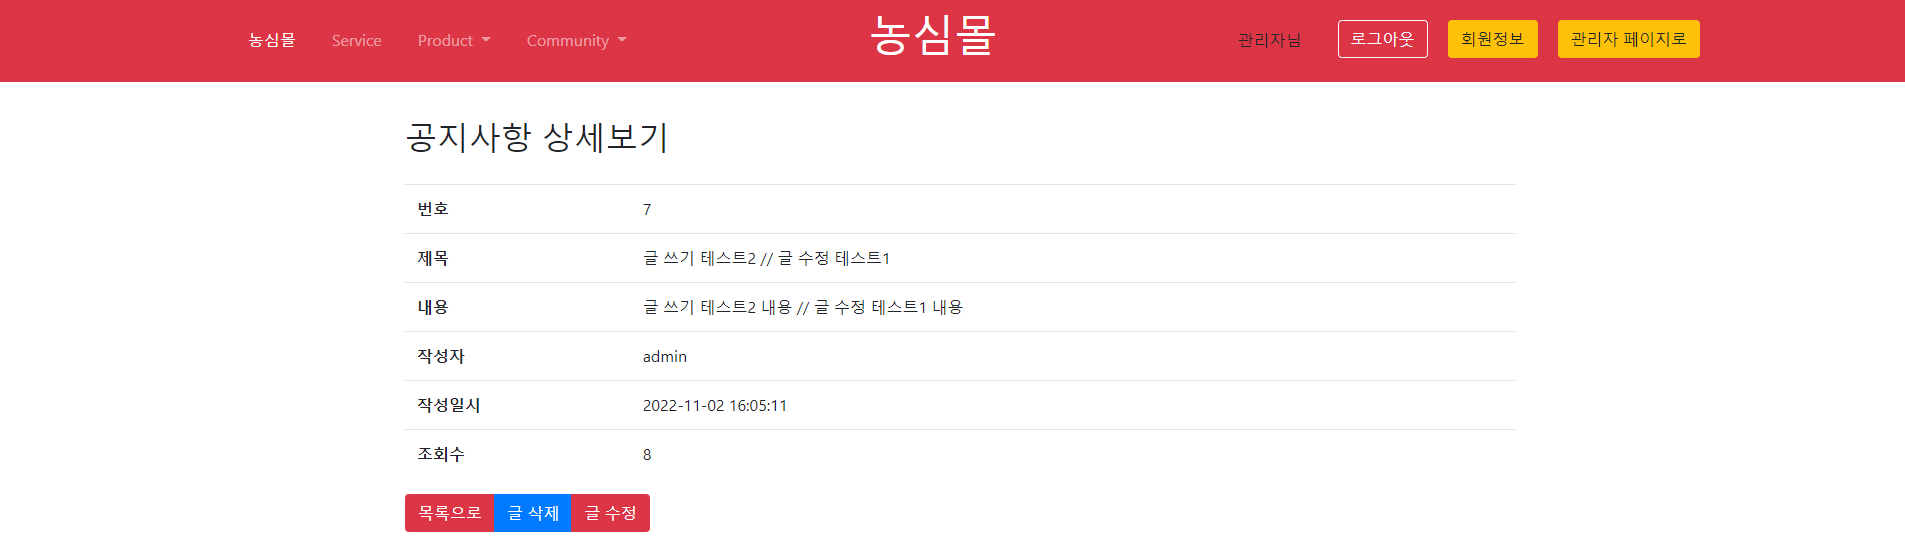 농심몰 Service Product Community 농심몰 관리자님 로그아웃 회원정보 관리자 페이지로
공지사항 상세보기
번호 7
제목 글 쓰기 테스트2 // 글 수정 테스트1
내용 글 쓰기 테스트2 내용 // 글 수정 테스트1 내용
작성자 admin
작성일시 2022-11-02 16:05:11
조회수 8
목록으로 글 삭제 글 수정